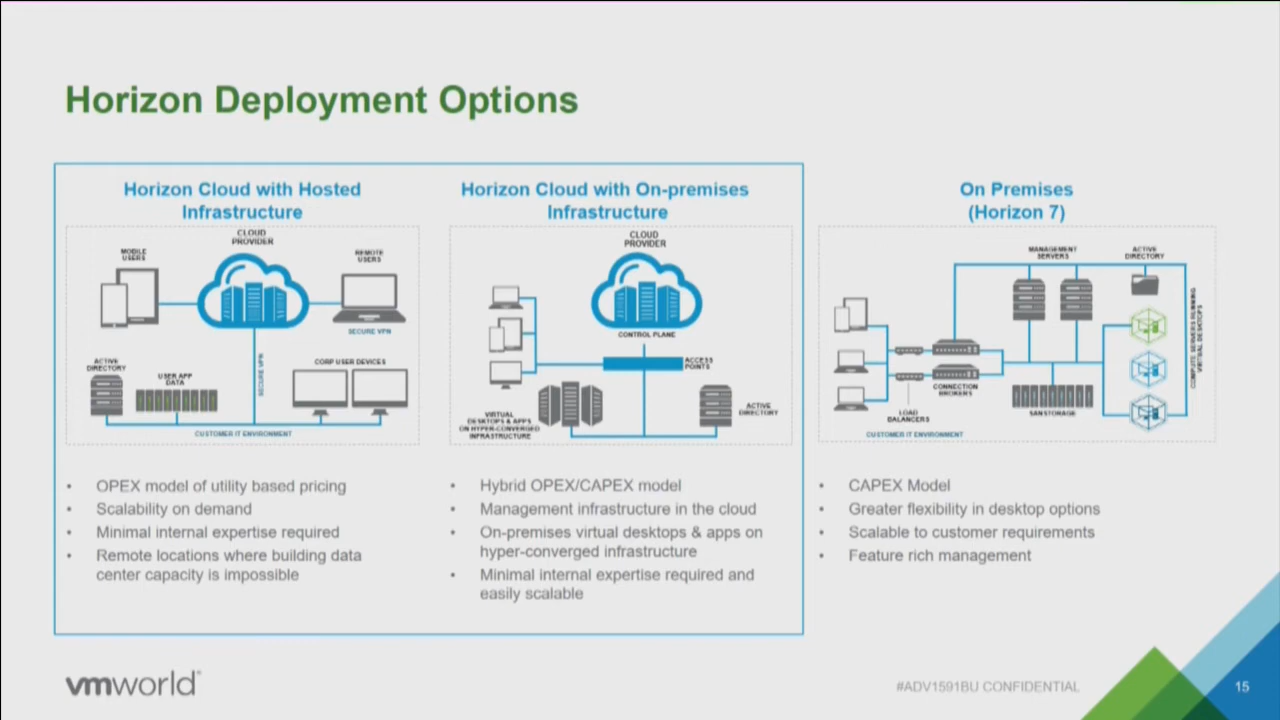 Horizon Deployment Options
Horizon Cloud with Hosted
Infrastructure
CLOUD
PROVIDER
MOBILE
USERS
REMOTE
USERS
SECURE VPN
SECURE VPN
ACTIVE
DIRECTORY
USER APP
DATA
CORP USER DEVICES
CUSTOMER IT ENVIRONMENT
• OPEX model of utility based pricing
• Scalability on demand
• Minimal internal expertise required
• Remote locations where building data
center capacity is impossible
Horizon Cloud with On-premises
Infrastructure
CLOUD
PROVIDER
CONTROL PLANE
ACCESS
POINTS
VIRTUAL
DESKTOPS & APPS
ON HYPER-CONVERGED
INFRASTRUCTURE
ACTIVE
DIRECTORY
• Hybrid OPEX/CAPEX model
• Management infrastructure in the cloud
• On-premises virtual desktops & apps on
hyper-converged infrastructure
• Minimal internal expertise required and
easily scalable
On Premises
(Horizon 7)
MANAGEMENT
SERVERS
ACTIVE
DIRECTORY
COMPUTE SERVERS RUNNING
VIRTUAL DESKTOPS
CONNECTION
BROKERS
LOAD
BALANCERS
SAN STORAGE
CUSTOMER IT ENVIRONMENT
• CAPEX Model
• Greater flexibility in desktop options
• Scalable to customer requirements
• Feature rich management
vmworld®
#ADV1591BU CONFIDENTIAL
15